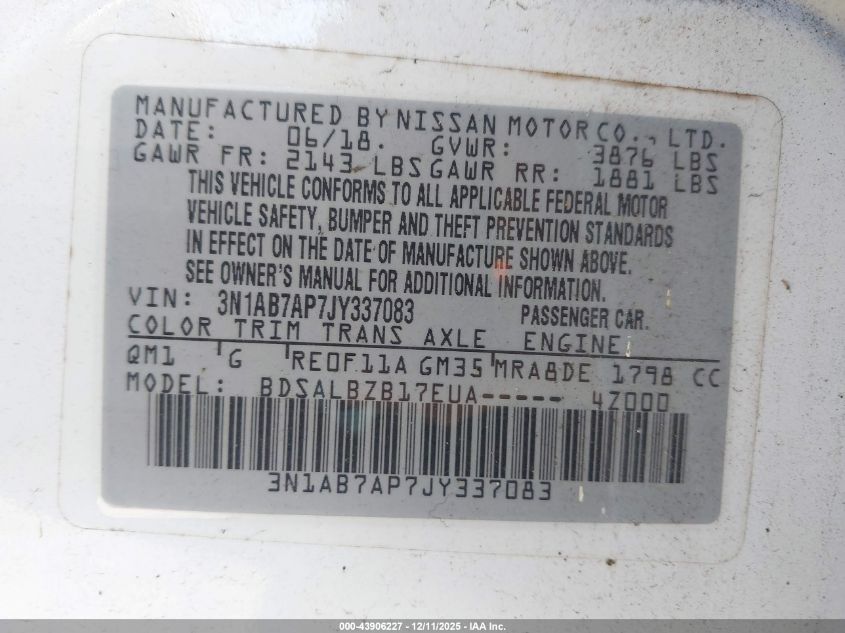 MANUFACTURED BY NISSAN MOTOR CO., LTD.
DATE: 06/18. GVWR: 3876 LBS
GAWR FR: 2143 LBS GAWR RR: 1881 LBS
THIS VEHICLE CONFORMS TO ALL APPLICABLE FEDERAL MOTOR
VEHICLE SAFETY, BUMPER AND THEFT PREVENTION STANDARDS
IN EFFECT ON THE DATE OF MANUFACTURE SHOWN ABOVE.
SEE OWNER'S MANUAL FOR ADDITIONAL INFORMATION.
VIN: 3N1AB7AP7JY337083 PASSENGER CAR.
COLOR TRIM TRANS AXLE ENGINE
QM1 G RE0F11A GM35 MRA8DE 1798 CC
MODEL: BDSALBZB17EUA----- 4Z000
3N1AB7AP7JY337083
000-43906227 - 12/11/2025 - IAA Inc.